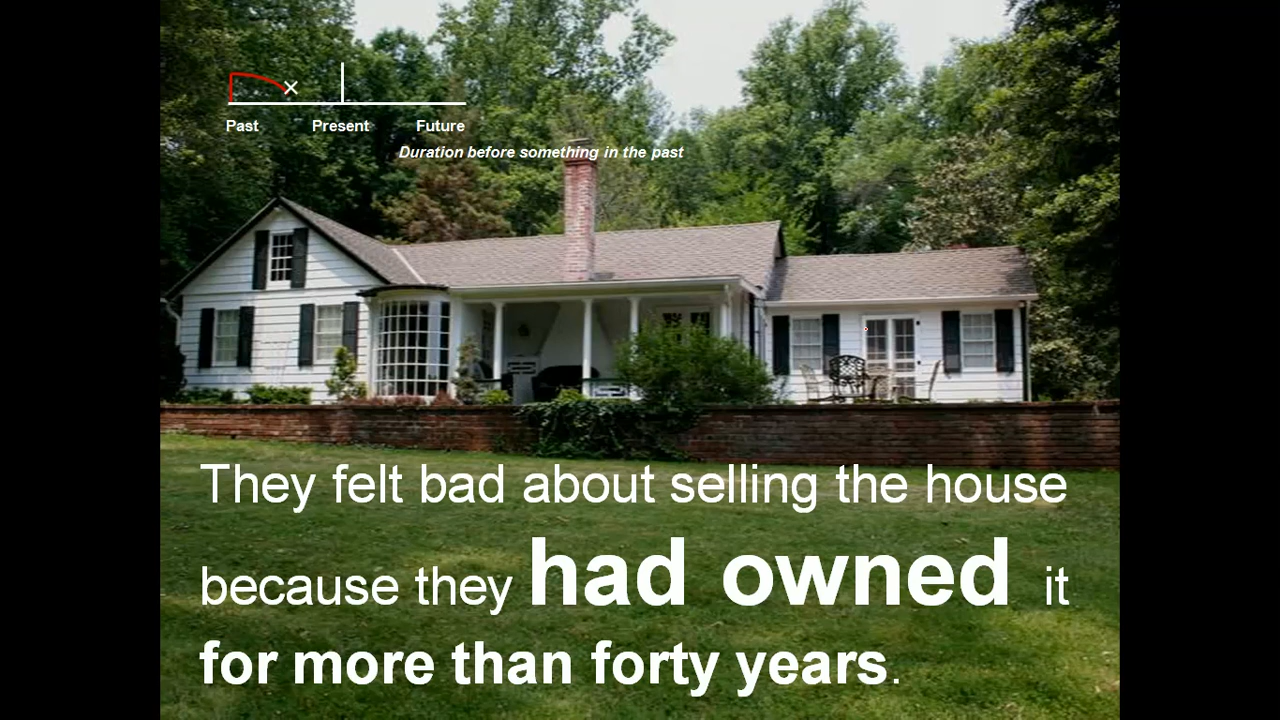 Past Present Future
Duration before something in the past
They felt bad about selling the house
because they had owned it
for more than forty years.